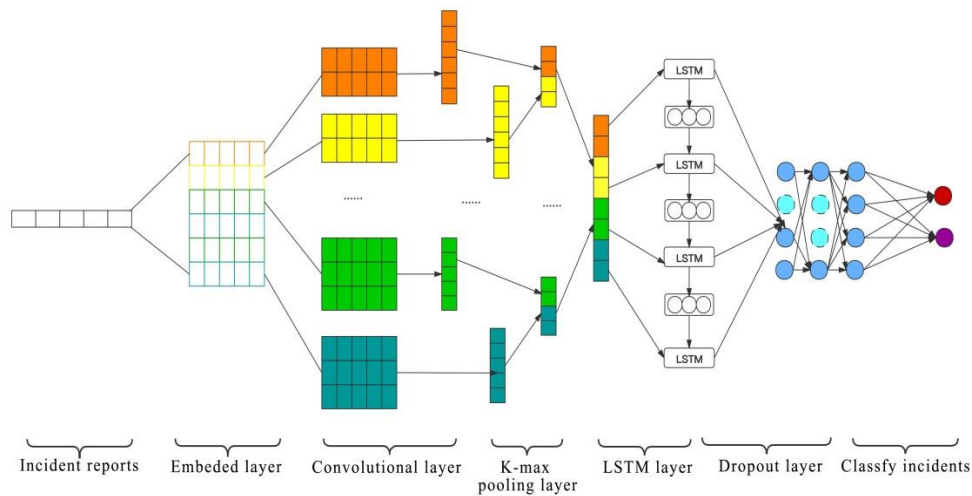 LSTM
LSTM
......
......
......
LSTM
LSTM
Incident reports
Embeded layer
Convolutional layer
K-max
pooling layer
LSTM layer
Dropout layer
Classfy incidents